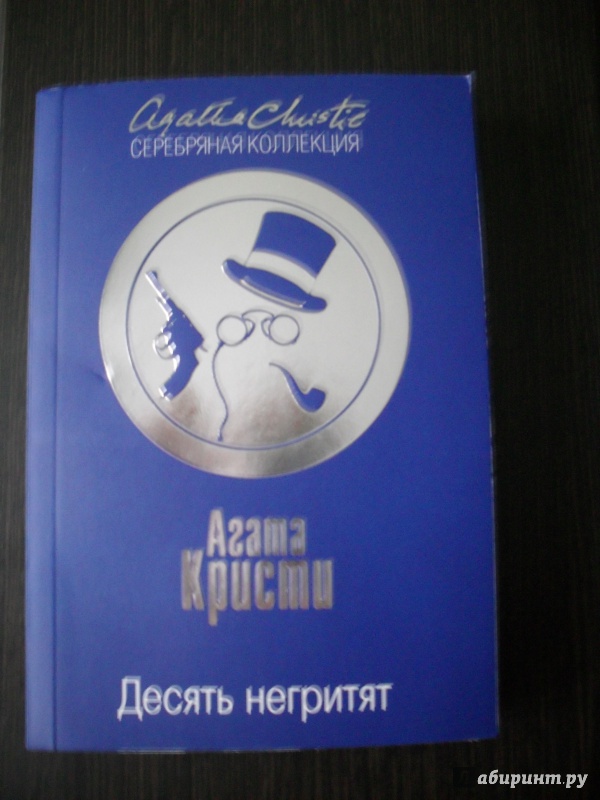 Agatha Christie
СЕРЕБРЯНАЯ КОЛЛЕКЦИЯ
Агата
Кристи
Десять негритят
абиринт.ру